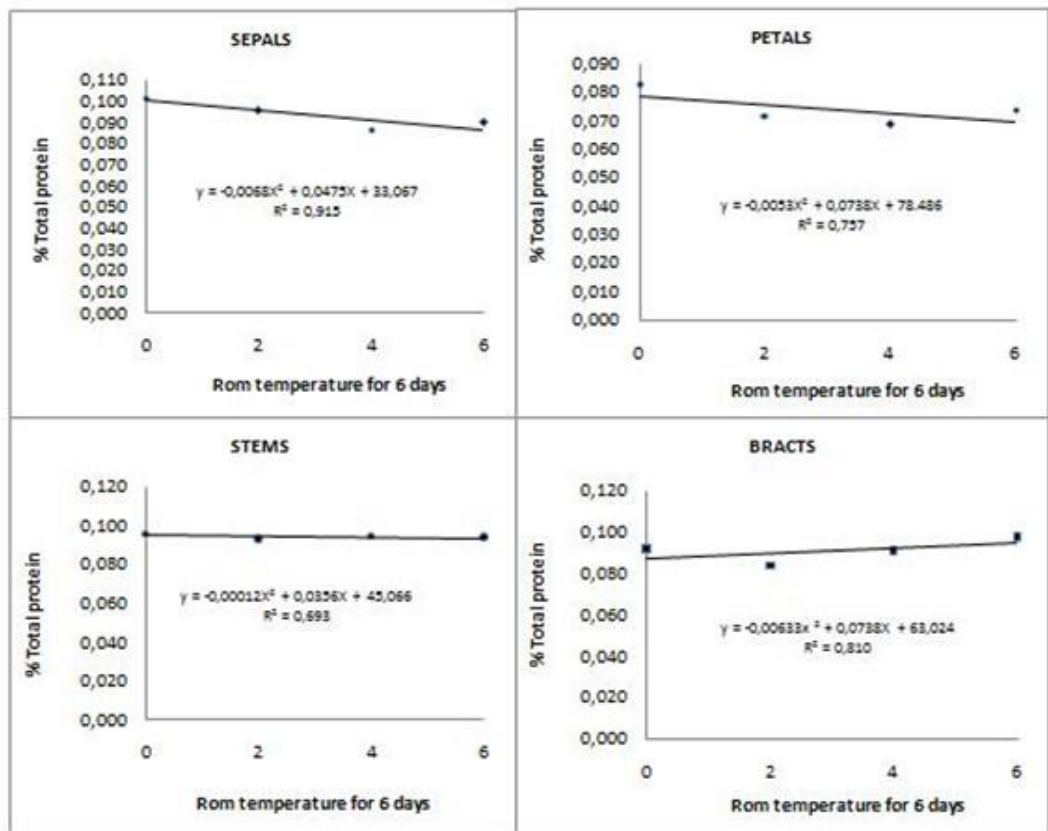 SEPALS
% Total protein
0,110
0,100
0,090
0,080
0,070
0,060
0,050
0,040
0,030
0,020
0,010
0,000
y = -0,0068X² + 0,0475X + 33,067
R² = 0,915
0 2 4 6
Rom temperature for 6 days
PETALS
% Total protein
0,090
0,080
0,070
0,060
0,050
0,040
0,030
0,020
0,010
0,000
y = -0,0053X² + 0,0738X + 78.486
R² = 0,757
0 2 4 6
Rom temperature for 6 days
STEMS
% Total protein
0,120
0,100
0,080
0,060
0,040
0,020
0,000
y = -0,00012X² + 0,0356X + 45,066
R² = 0,693
0 2 4 6
Rom temperature for 6 days
BRACTS
% Total protein
0,120
0,100
0,080
0,060
0,040
0,020
0,000
y = -0,00633x ² + 0,0738X + 63,024
R² = 0,810
0 2 4 6
Rom temperature for 6 days